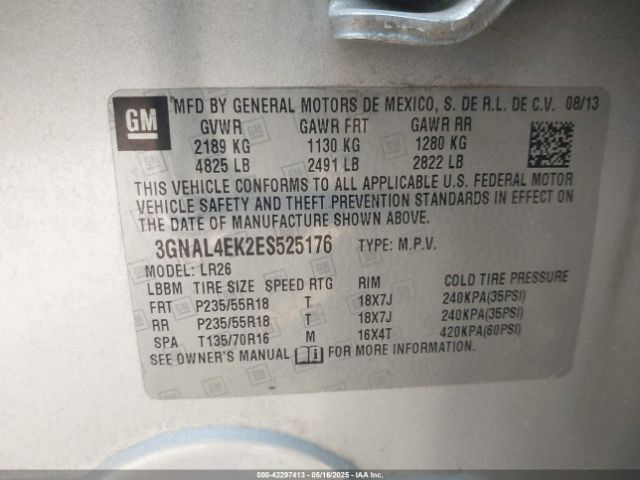 GM MFD BY GENERAL MOTORS DE MEXICO, S. DE R.L. DE C.V. 08/13
GVWR GAWR FRT GAWR RR
2189 KG 1130 KG 1280 KG
4825 LB 2491 LB 2822 LB
THIS VEHICLE CONFORMS TO ALL APPLICABLE U.S. FEDERAL MOTOR
VEHICLE SAFETY AND THEFT PREVENTION STANDARDS IN EFFECT ON
THE DATE OF MANUFACTURE SHOWN ABOVE.
3GNAL4EK2ES525176 TYPE: M.P.V.
MODEL: LR26
LBBM TIRE SIZE SPEED RTG RIM COLD TIRE PRESSURE
FRT P235/55R18 T 18X7J 240KPA(35PSI)
RR P235/55R18 T 18X7J 240KPA(35PSI)
SPA T135/70R16 M 16X4T 420KPA(60PSI)
SEE OWNER'S MANUAL FOR MORE INFORMATION.
000-42297413 - 05/16/2025 - Copyright IAA, Inc.